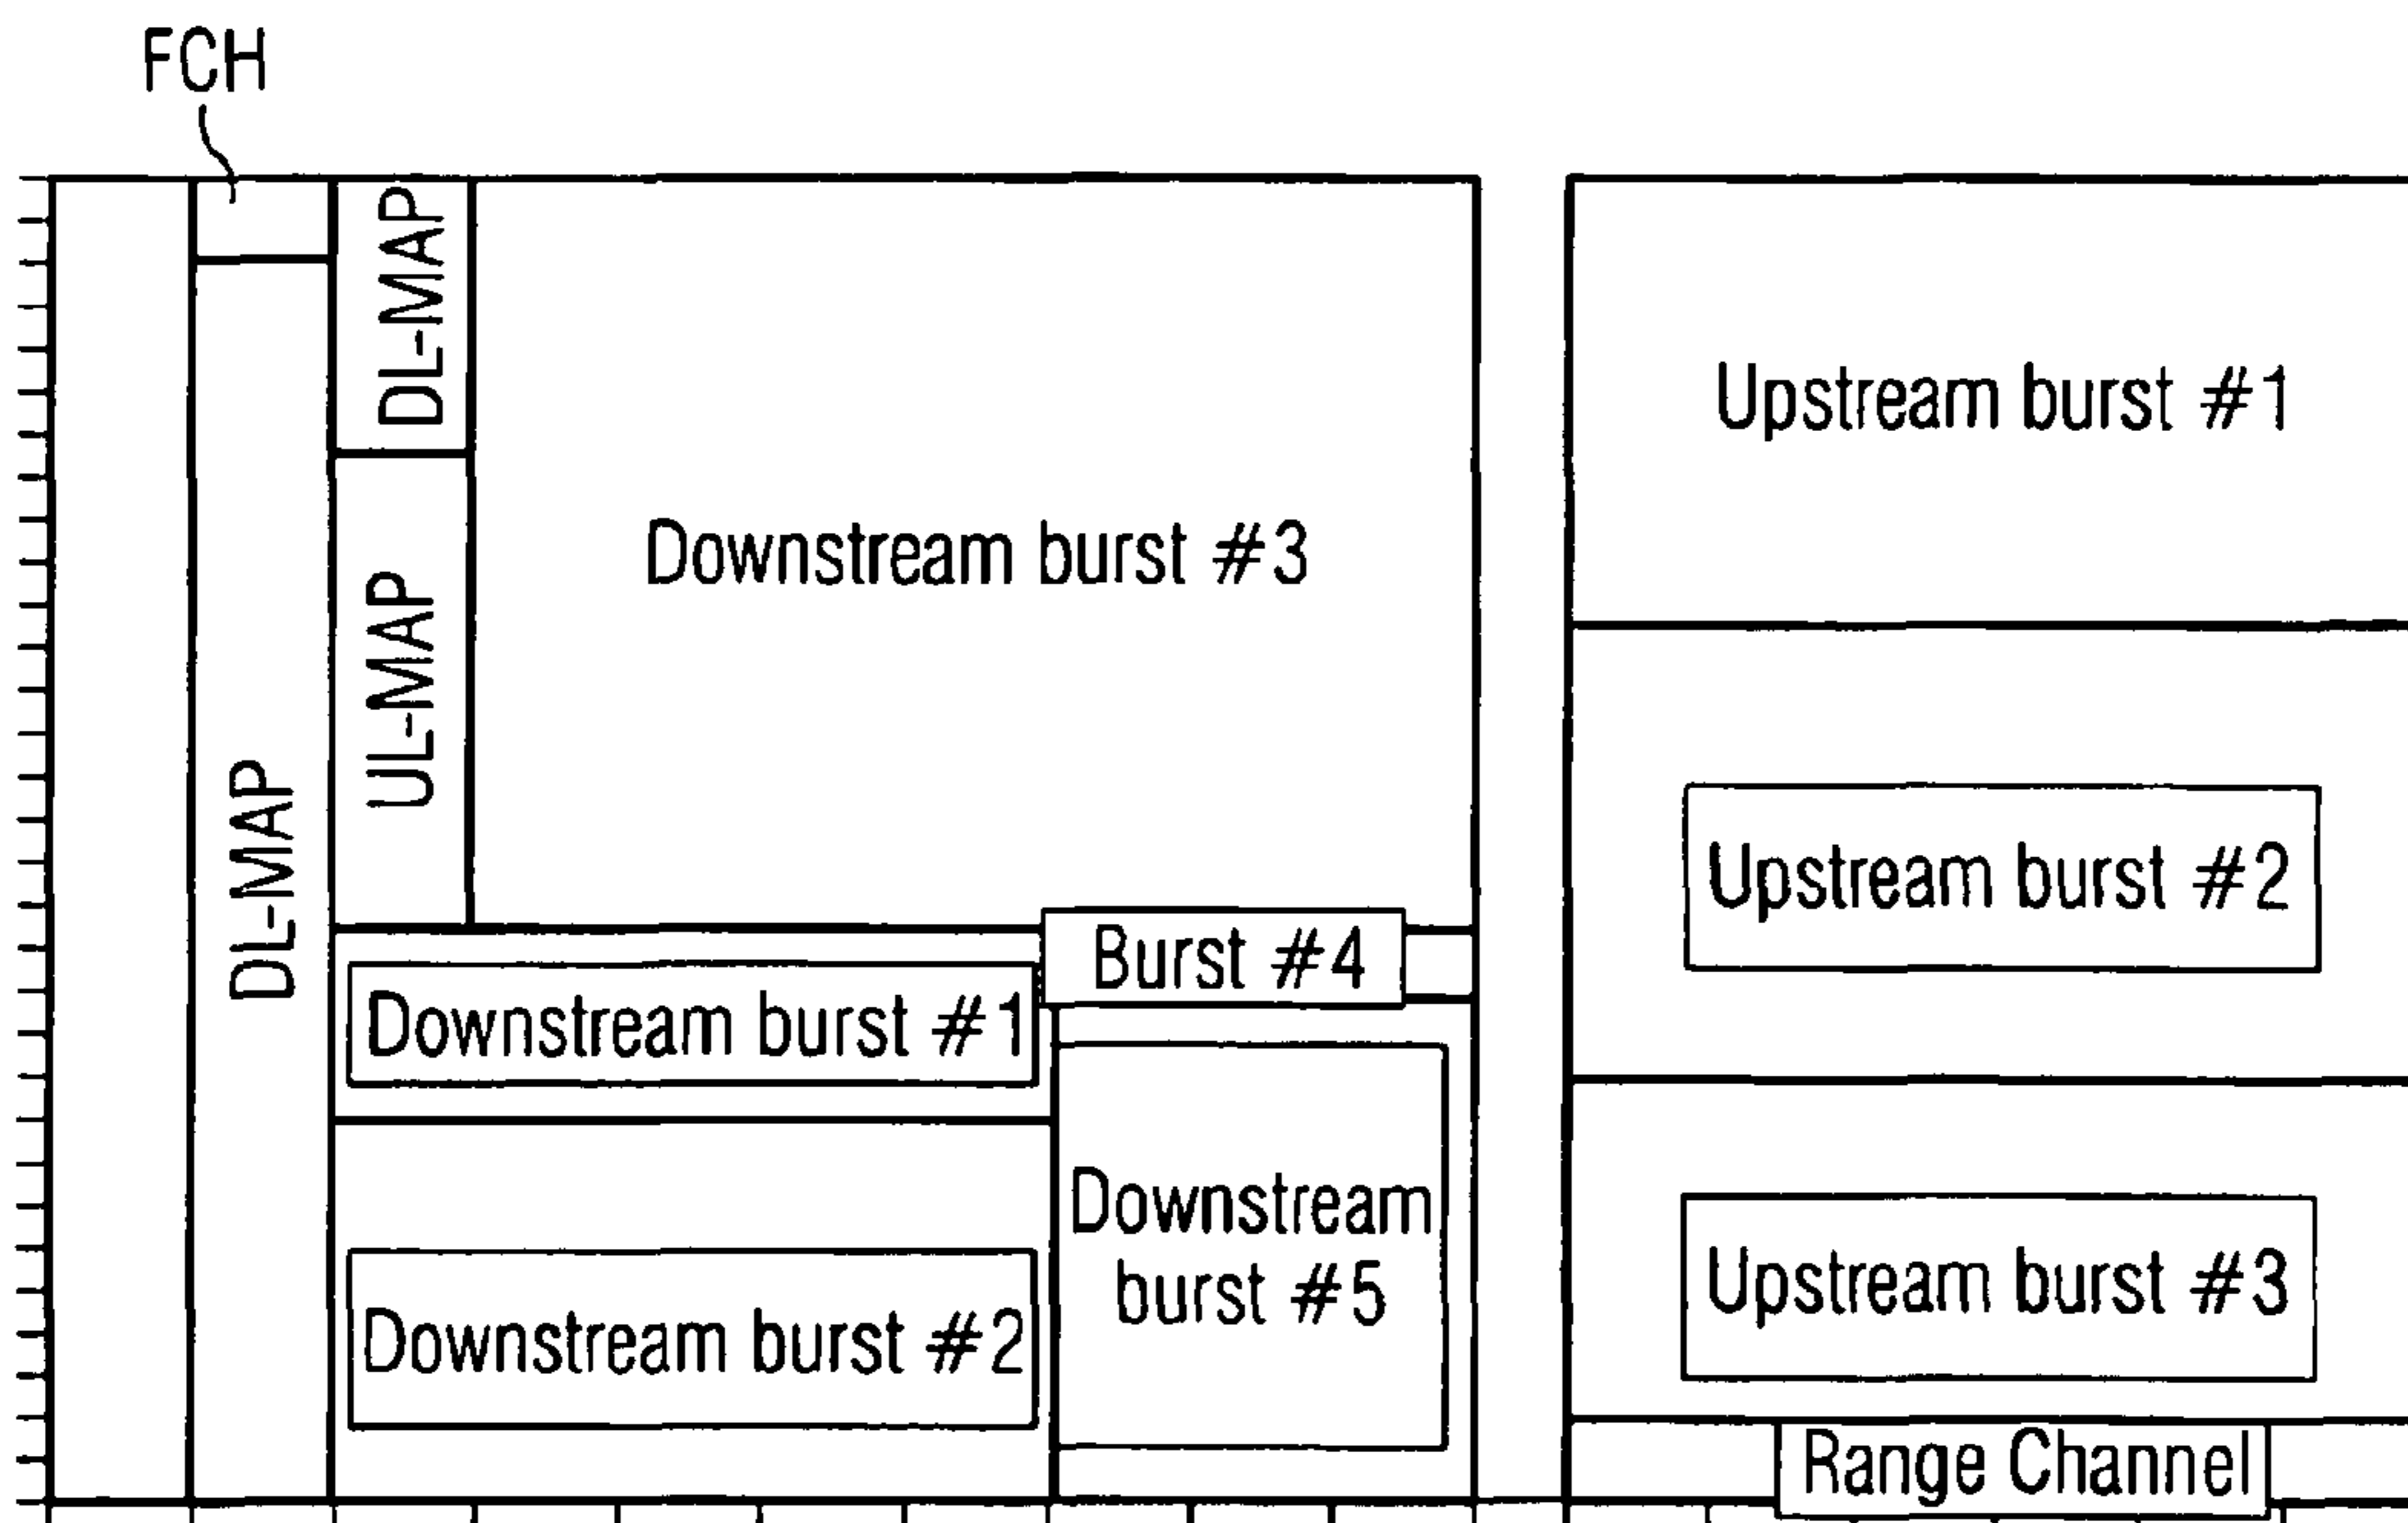 FCH
DL-MAP
DL-MAP
UL-MAP
Downstream burst #3
Burst #4
Downstream burst #1
Downstream burst #2
Downstream
burst #5
Upstream burst #1
Upstream burst #2
Upstream burst #3
Range Channel